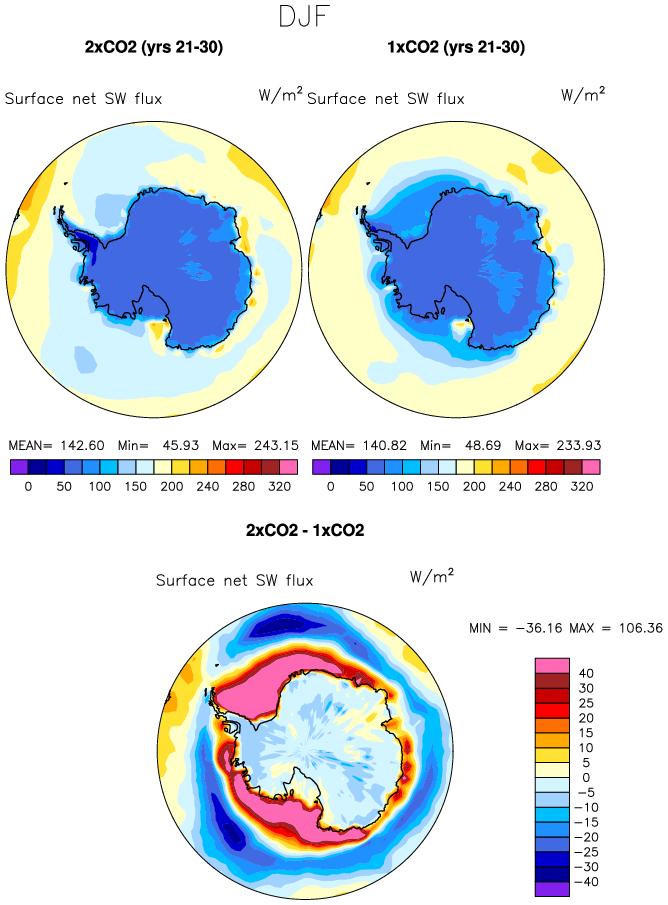 DJF
2xCO2 (yrs 21-30) 1xCO2 (yrs 21-30)
Surface net SW flux W/m² Surface net SW flux W/m²
MEAN= 142.60 Min= 45.93 Max= 243.15 MEAN= 140.82 Min= 48.69 Max= 233.93
0 50 100 150 200 240 280 320 0 50 100 150 200 240 280 320
2xCO2 - 1xCO2
Surface net SW flux W/m²
MIN = -36.16 MAX = 106.36
40
30
25
20
15
10
5
0
-5
-10
-15
-20
-25
-30
-40